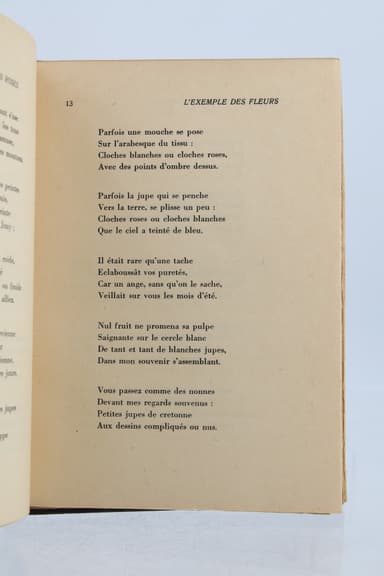 13
L'EXEMPLE DES FLEURS
Parfois une mouche se pose
Sur l'arabesque du tissu :
Cloches blanches ou cloches roses,
Avec des points d'ombre dessus.
Parfois la jupe qui se penche
Vers la terre, se plisse un peu :
Cloches roses ou cloches blanches
Que le ciel a teinté de bleu.
Il était rare qu'une tache
Eclaboussât vos puretés,
Car un ange, sans qu'on le sache,
Veillait sur vous les mois d'été.
Nul fruit ne promena sa pulpe
Saignante sur le cercle blanc
De tant et tant de blanches jupes,
Dans mon souvenir s'assemblant.
Vous passez comme des nonnes
Devant mes regards souvenus :
Petites jupes de cretonne
Aux dessins compliqués ou nus.